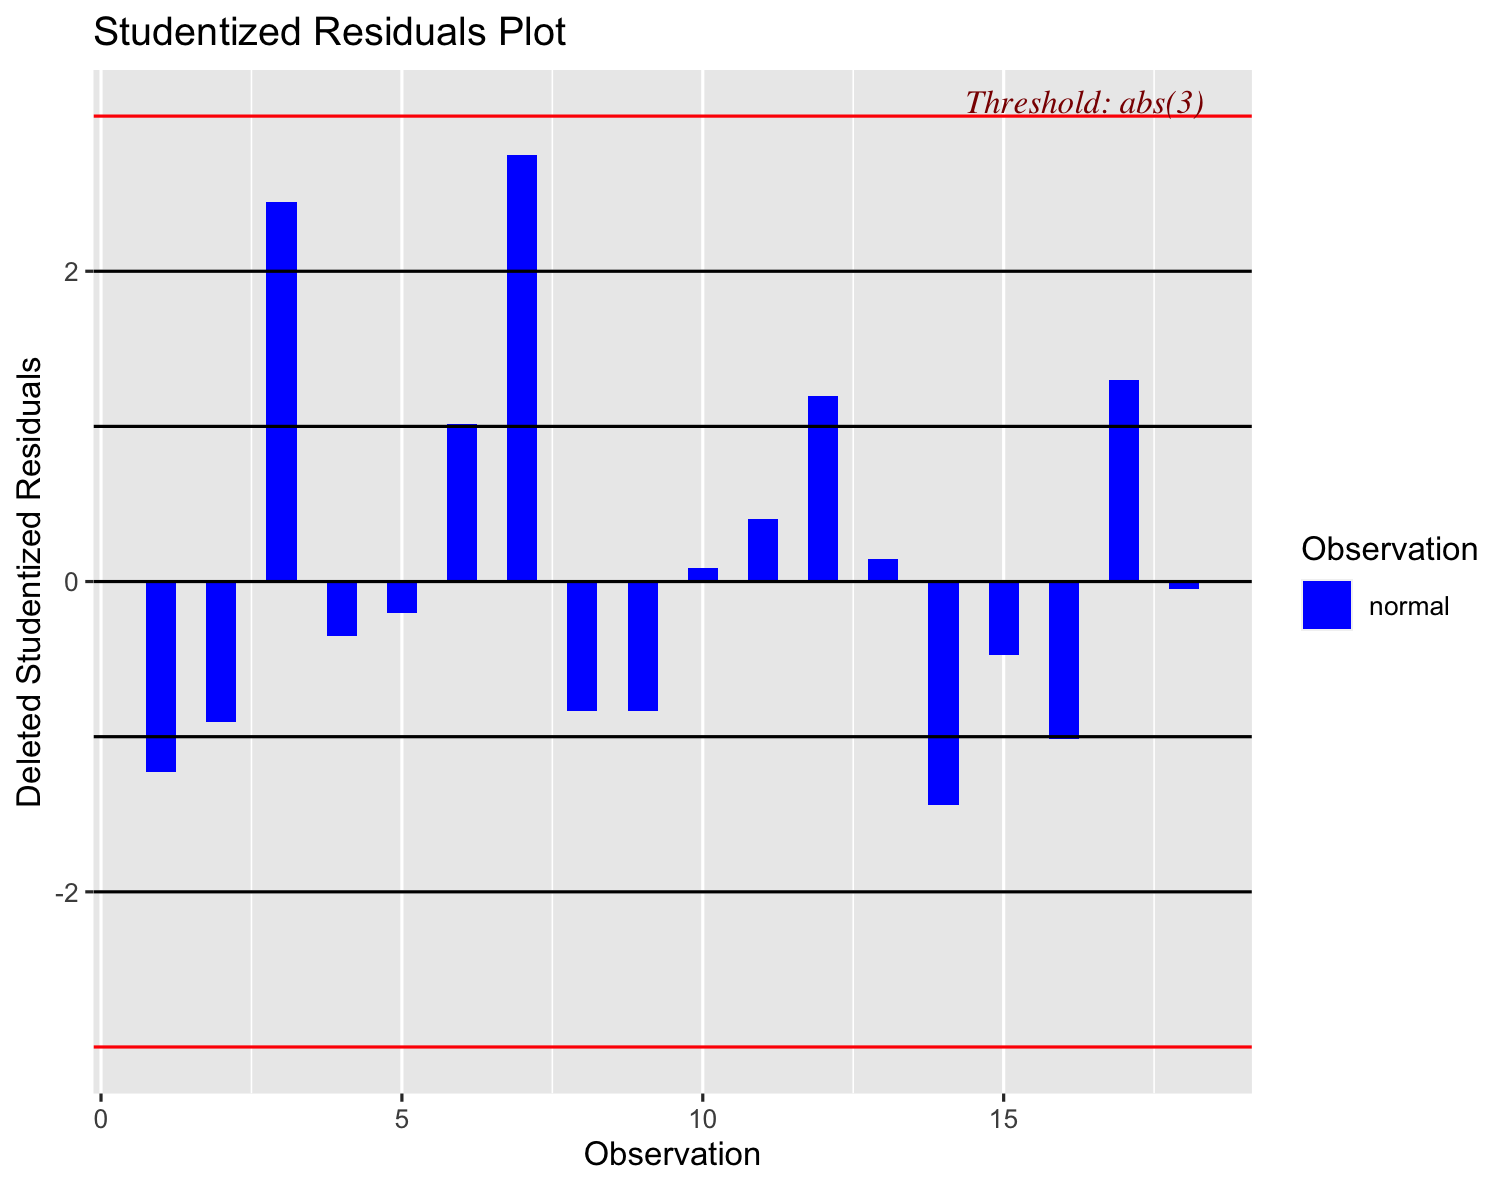 Studentized Residuals Plot
Threshold: abs(3)
Deleted Studentized Residuals
2
0
-2
0
5
10
15
Observation
Observation
normal